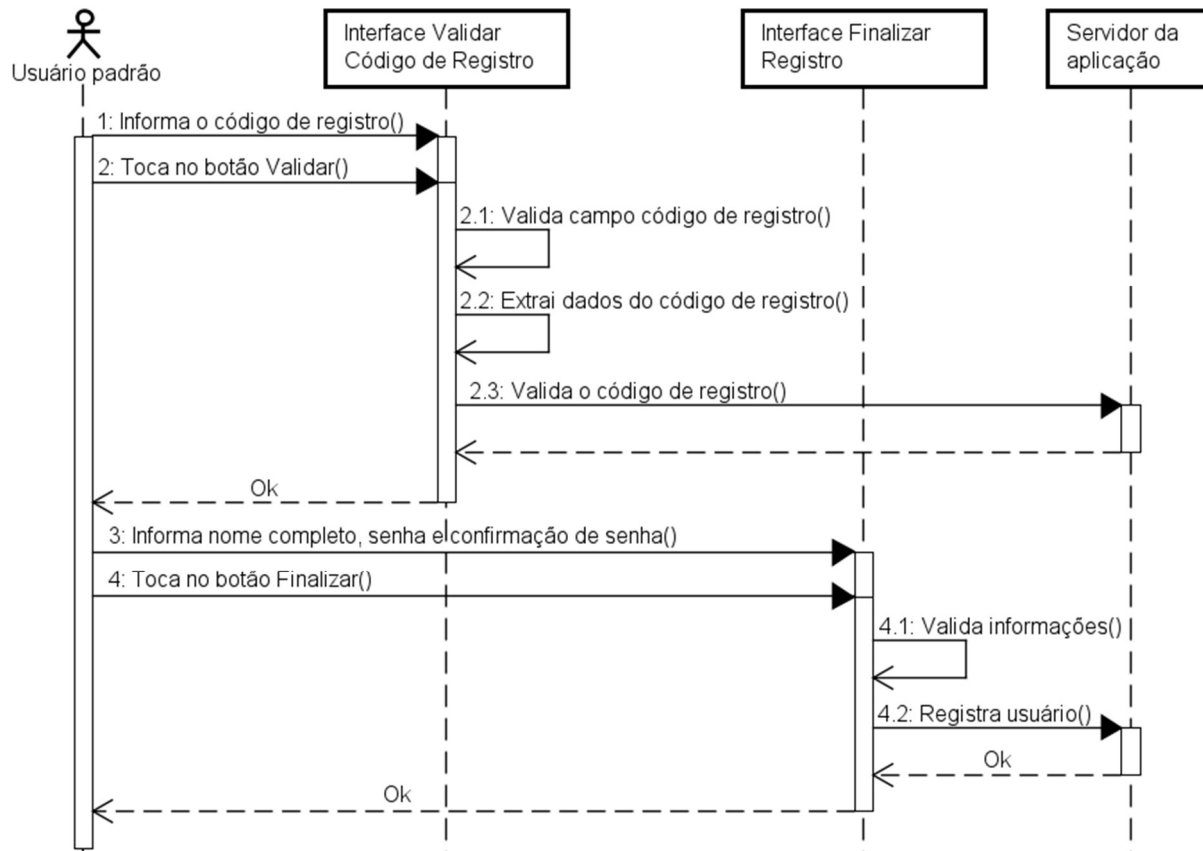 Usuário padrão
Interface Validar
Código de Registro
Interface Finalizar
Registro
Servidor da
aplicação
1: Informa o código de registro()
2: Toca no botão Validar()
2.1: Valida campo código de registro()
2.2: Extrai dados do código de registro()
2.3: Valida o código de registro()
Ok
3: Informa nome completo, senha e confirmação de senha()
4: Toca no botão Finalizar()
4.1: Valida informações()
4.2: Registra usuário()
Ok
Ok